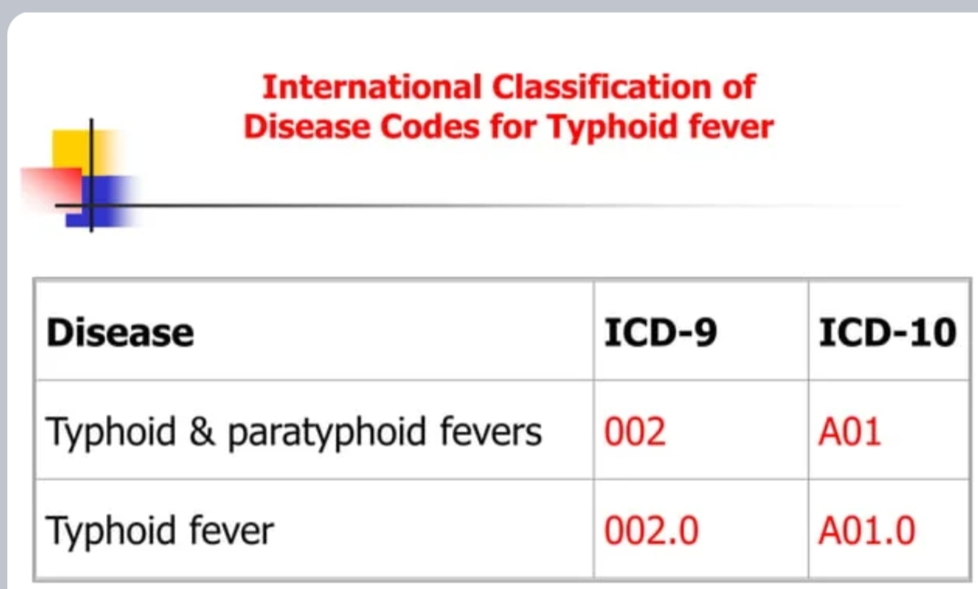 International Classification of
Disease Codes for Typhoid fever
Disease ICD-9 ICD-10
Typhoid & paratyphoid fevers 002 A01
Typhoid fever 002.0 A01.0